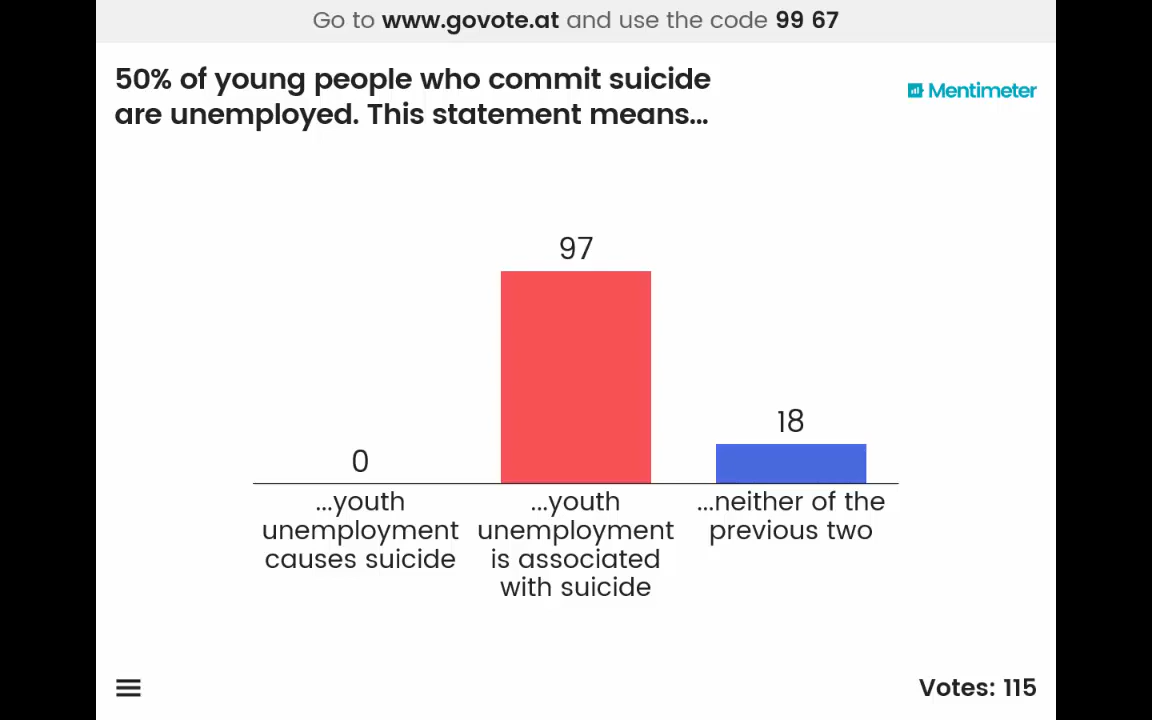 Go to www.govote.at and use the code 99 67
50% of young people who commit suicide
are unemployed. This statement means...
Mentimeter
97
18
0
...youth
unemployment
causes suicide
...youth
unemployment
is associated
with suicide
...neither of the
previous two
Votes: 115